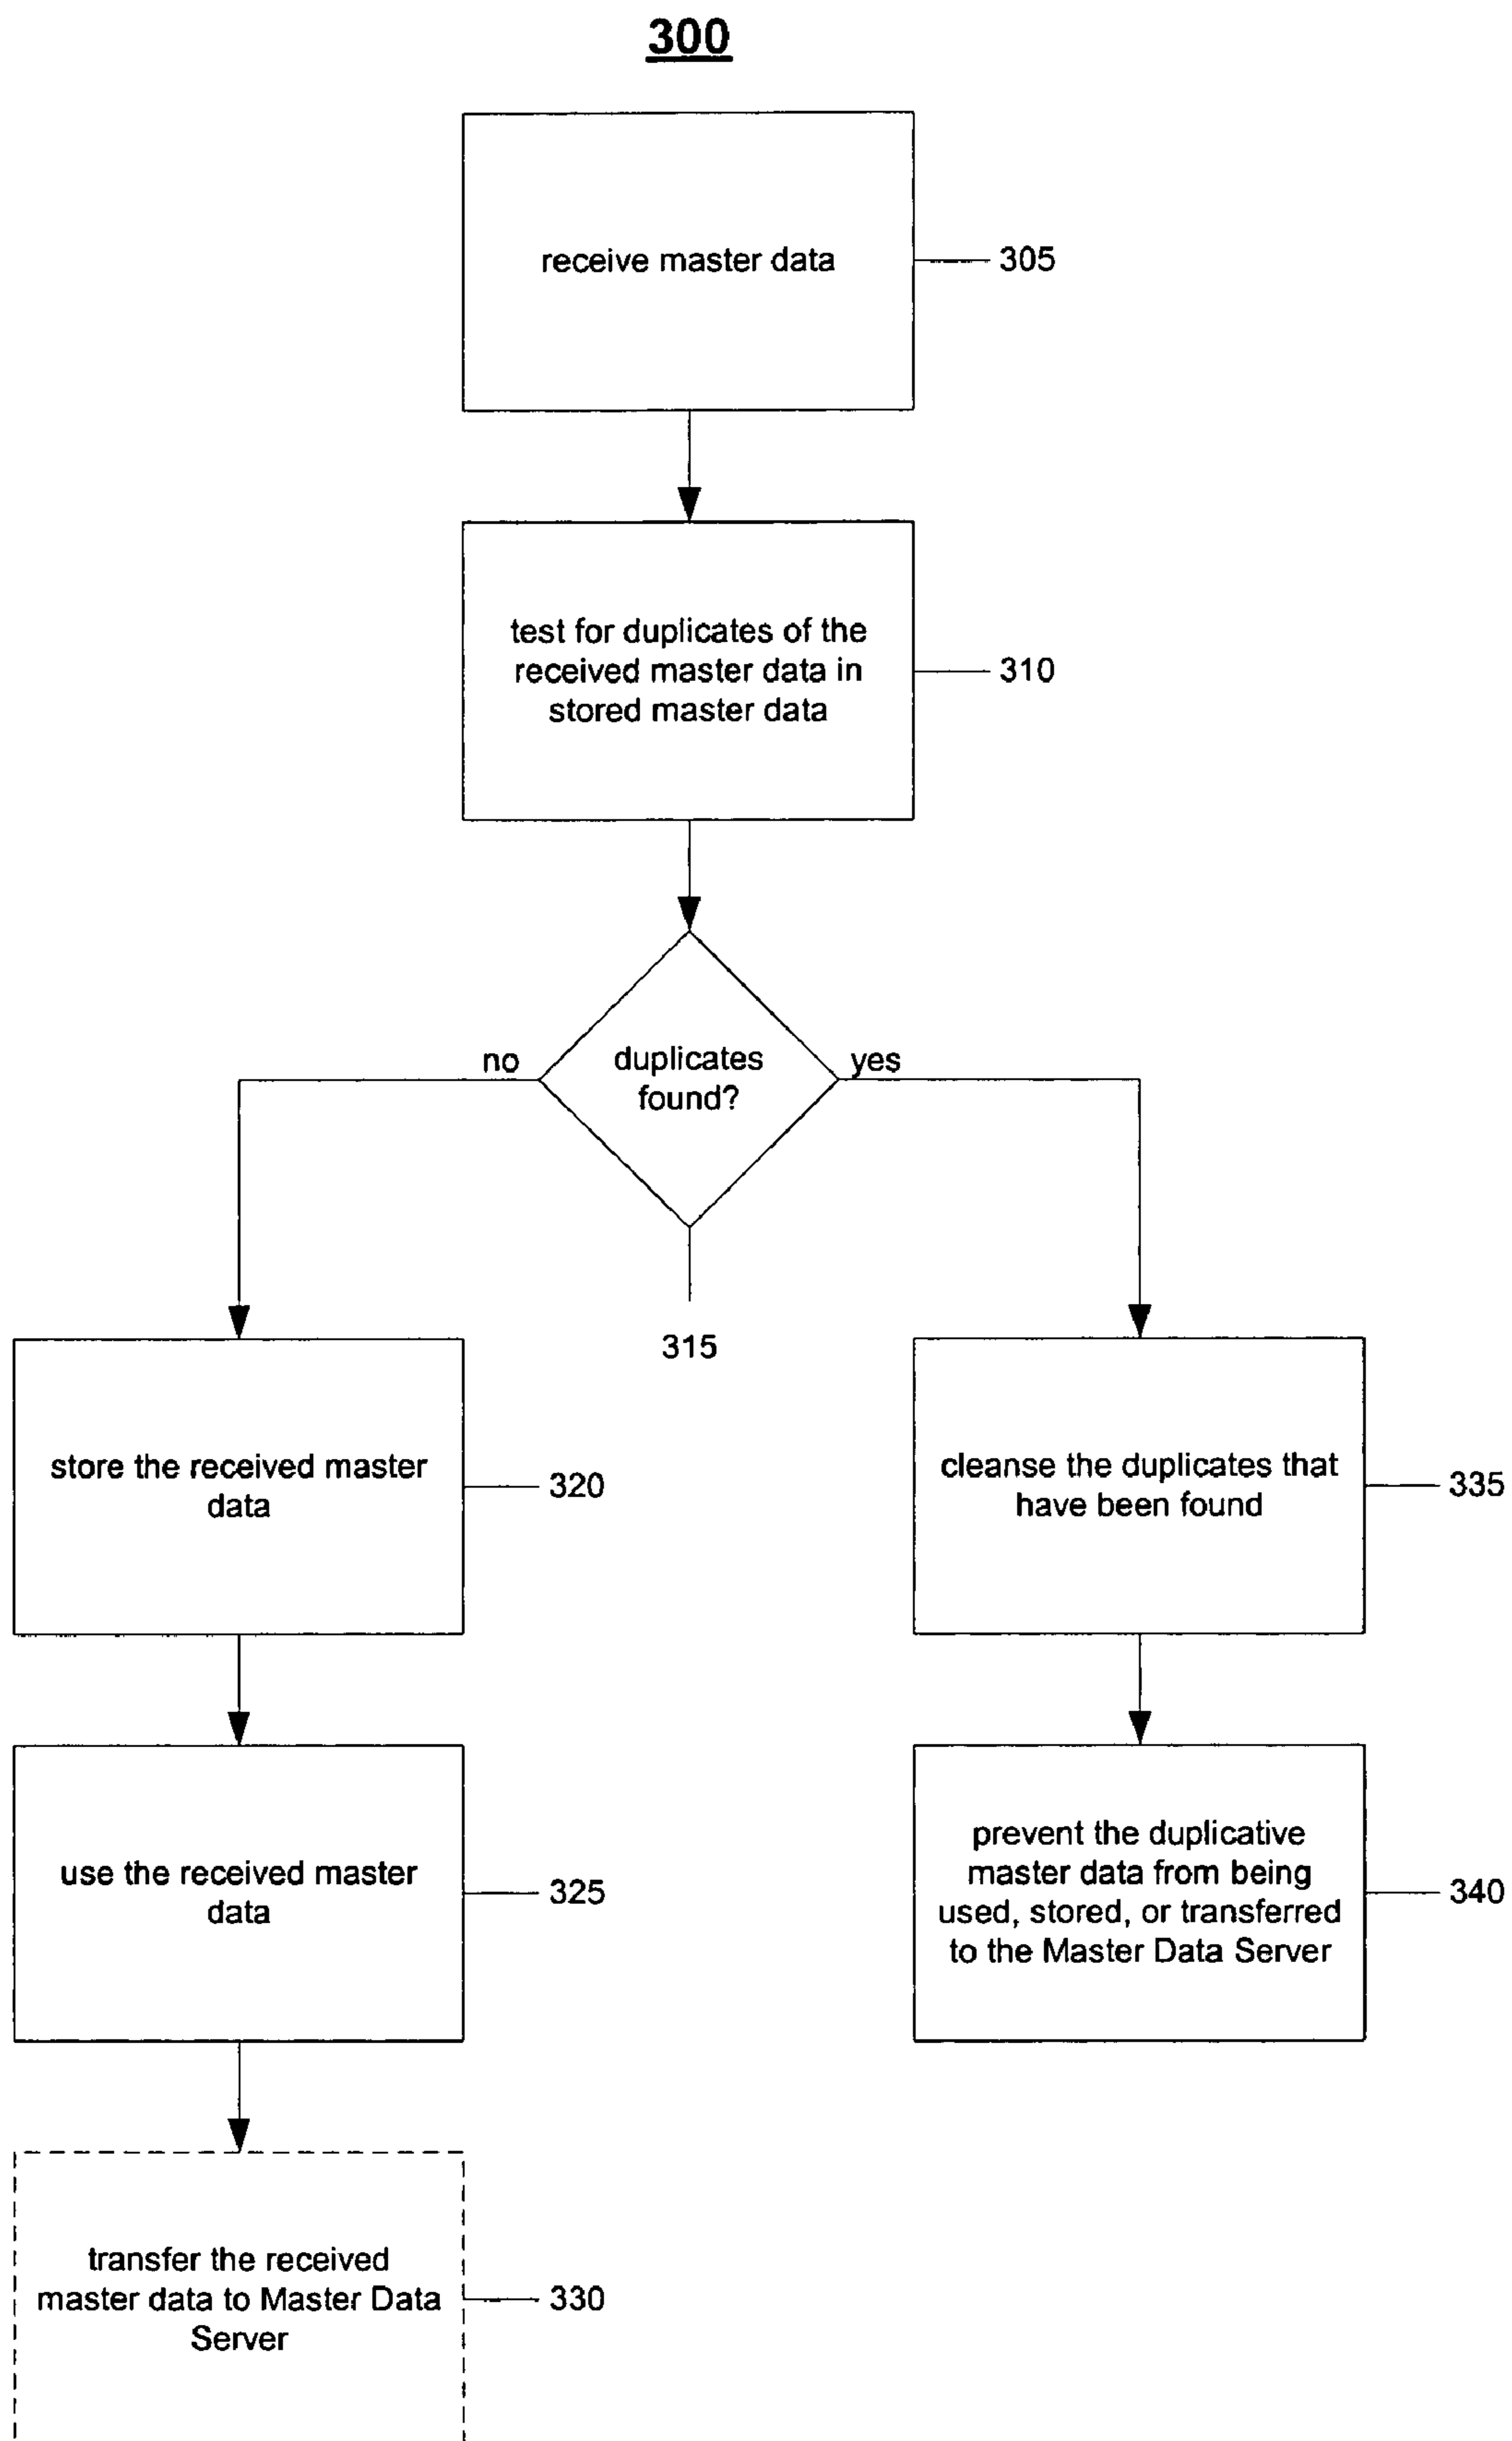 300
receive master data
305
test for duplicates of the
received master data in
stored master data
310
no
duplicates
found?
yes
315
store the received master
data
320
cleanse the duplicates that
have been found
335
use the received master
data
325
prevent the duplicative
master data from being
used, stored, or transferred
to the Master Data Server
340
transfer the received
master data to Master Data
Server
330